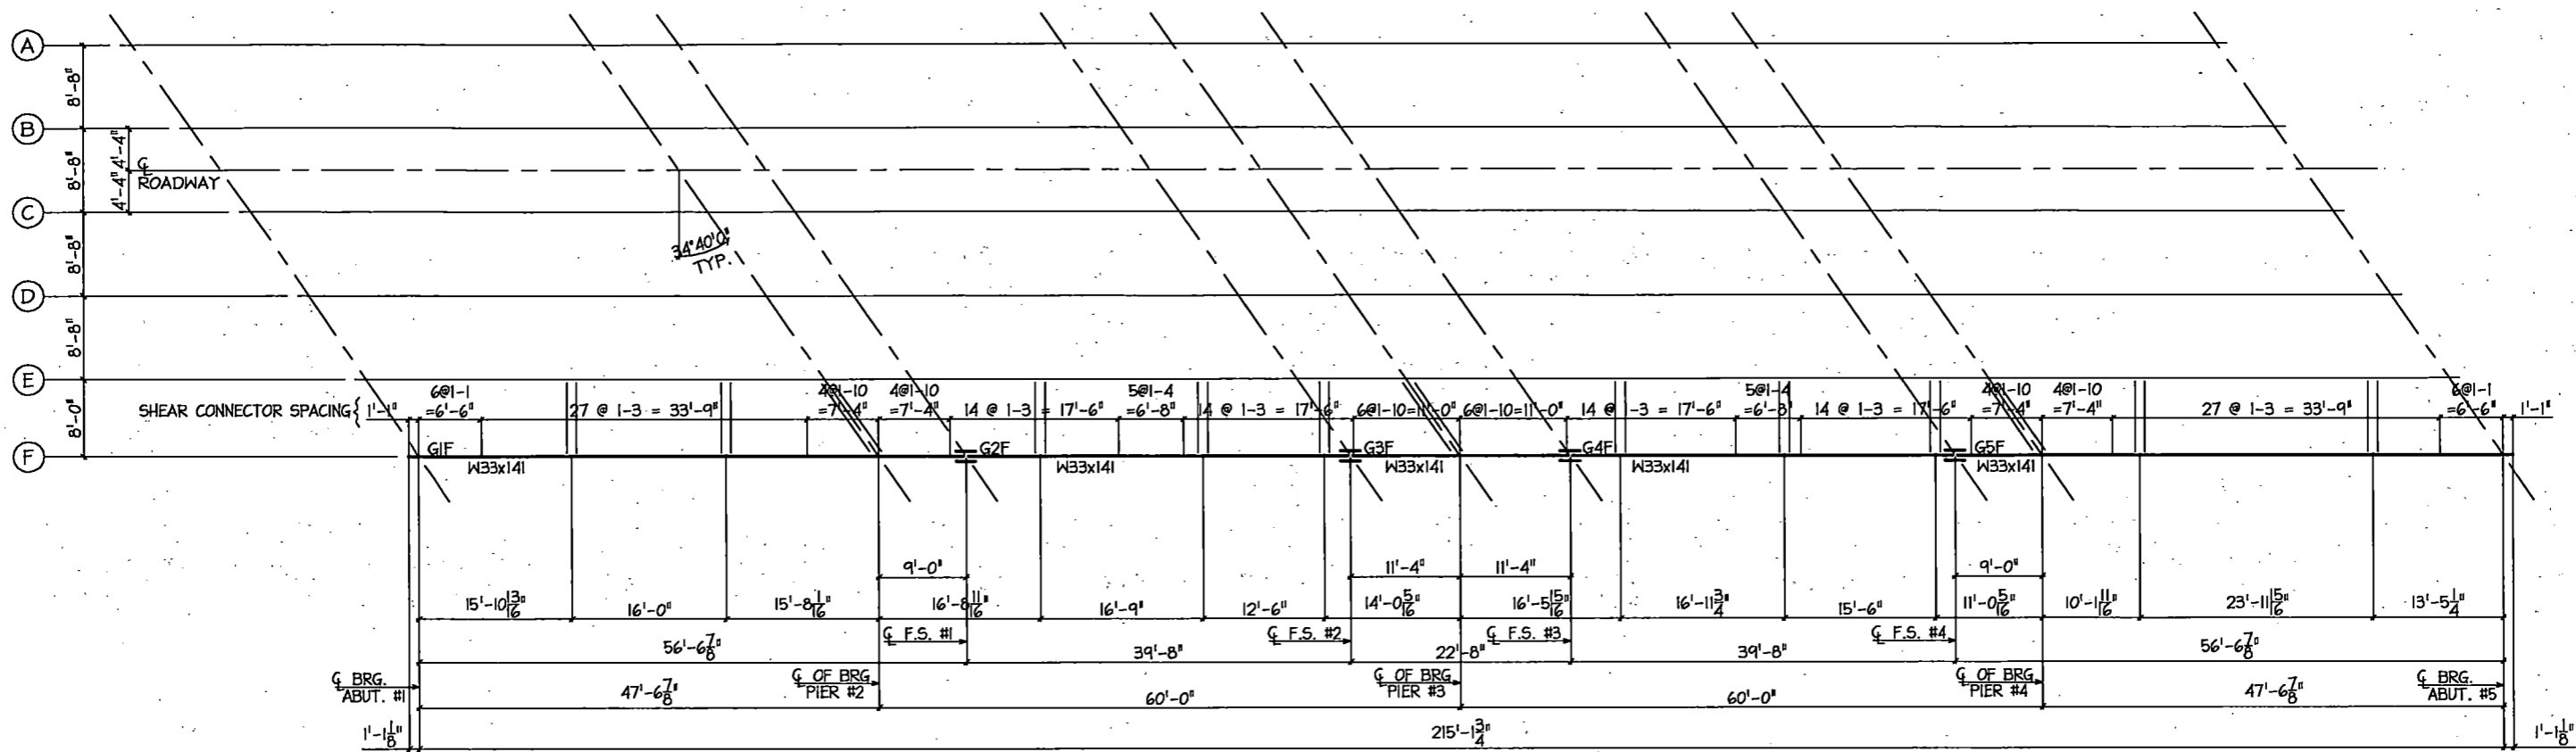 A
8'-8"
B
4'-4"
8'-8"
℄
ROADWAY
4'-4"
C
34°40'0"
TYP.
8'-8"
D
8'-8"
E
8'-0"
6@1-1 4@1-10 4@1-10 5@1-4 5@1-4 4@1-10 4@1-10 6@1-1
SHEAR CONNECTOR SPACING { 1'-1" =6'-6" 27 @ 1-3 = 33'-9" =7'-4" =7'-4" 14 @ 1-3 = 17'-6" =6'-8" 14 @ 1-3 = 17'-6" 6@1-10=11'-0" 6@1-10=11'-0" 14 @ 1-3 = 17'-6" =6'-8" 14 @ 1-3 = 17'-6" =7'-4" =7'-4" 27 @ 1-3 = 33'-9" =6'-6" 1'-1"
F
G1F G2F G3F G4F G5F
W33x141 W33x141 W33x141 W33x141 W33x141
9'-0" 11'-4" 11'-4" 9'-0"
15'-10 13/16" 16'-0" 15'-8 1/16" 16'-8 11/16" 16'-9" 12'-6" 14'-0 5/16" 16'-5 15/16" 16'-11 3/4" 15'-6" 11'-0 5/16" 10'-1 11/16" 23'-11 15/16" 13'-5 1/4"
℄ F.S. #1 ℄ F.S. #2 ℄ F.S. #3 ℄ F.S. #4
56'-6 7/8" 39'-8" 22'-8" 39'-8" 56'-6 7/8"
℄ BRG. ℄ OF BRG ℄ OF BRG ℄ OF BRG ℄ BRG.
ABUT. #1 PIER #2 PIER #3 PIER #4 ABUT. #5
47'-6 7/8" 60'-0" 60'-0" 47'-6 7/8"
1'-1 1/8" 215'-1 3/4" 1'-1 1/8"